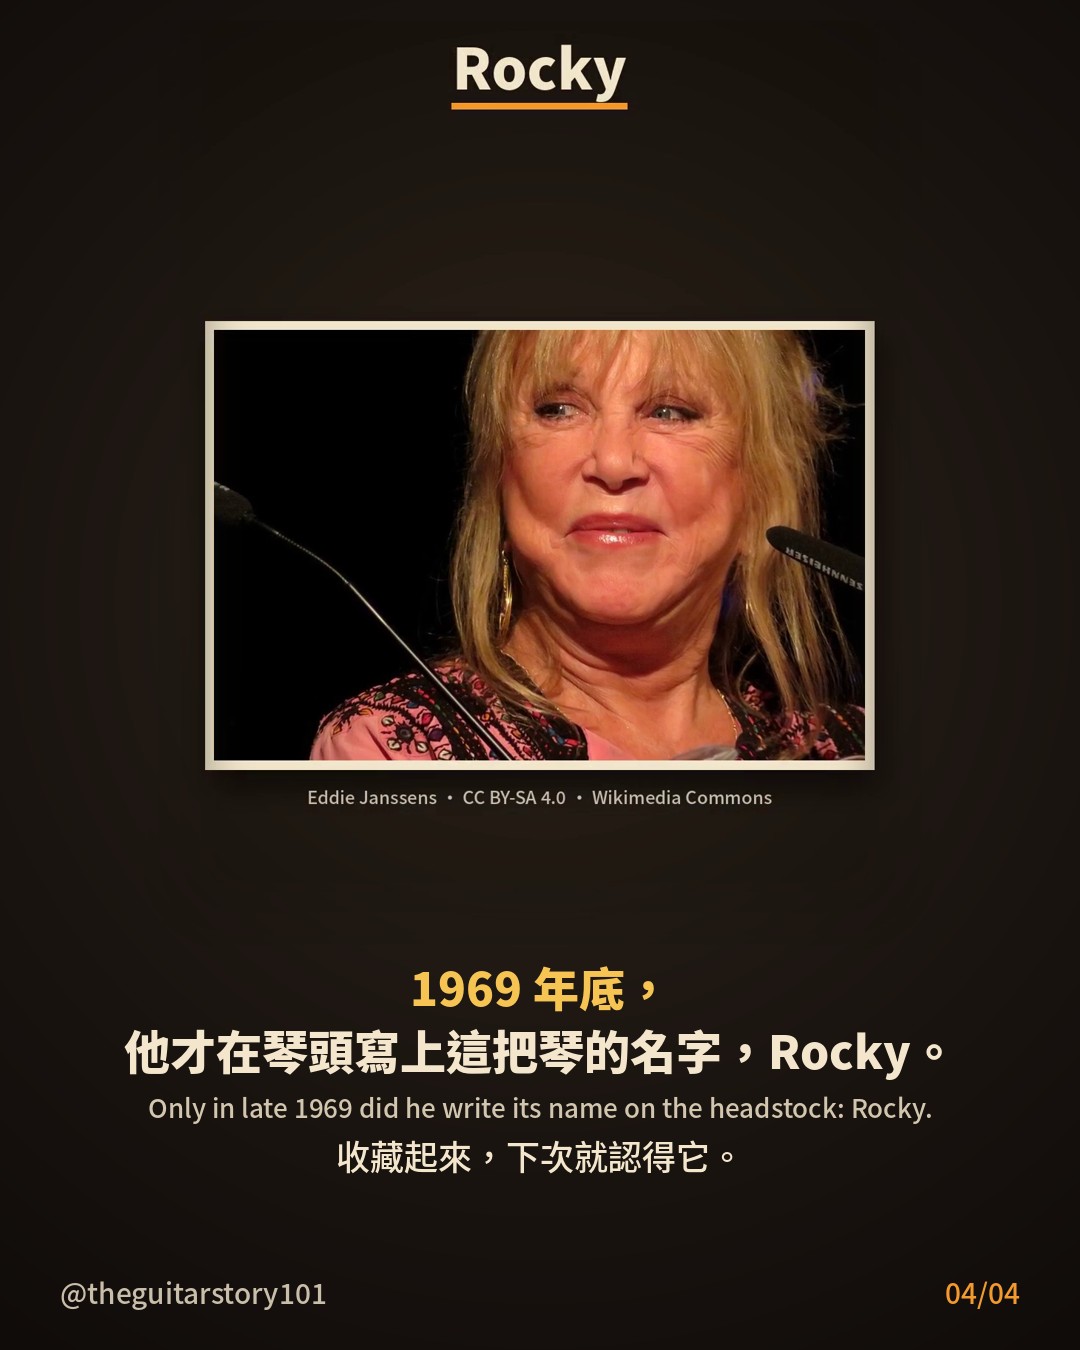 Rocky
SENNHEISER
Eddie Janssens • CC BY-SA 4.0 • Wikimedia Commons
1969 年底，
他才在琴頭寫上這把琴的名字，Rocky。
Only in late 1969 did he write its name on the headstock: Rocky.
收藏起來，下次就認得它。
@theguitarstory101
04/04